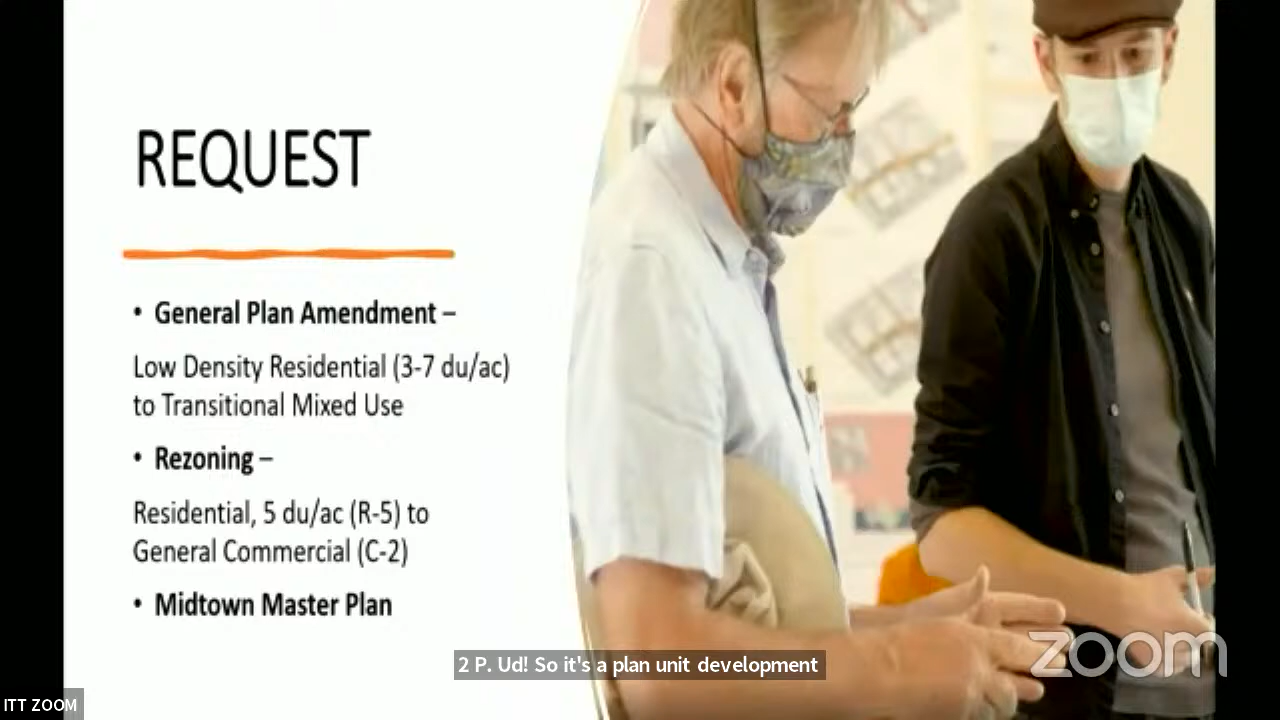 REQUEST
• General Plan Amendment –
Low Density Residential (3-7 du/ac)
to Transitional Mixed Use
• Rezoning –
Residential, 5 du/ac (R-5) to
General Commercial (C-2)
• Midtown Master Plan
2 P. Ud! So it's a plan unit development
zoom
ITT ZOOM